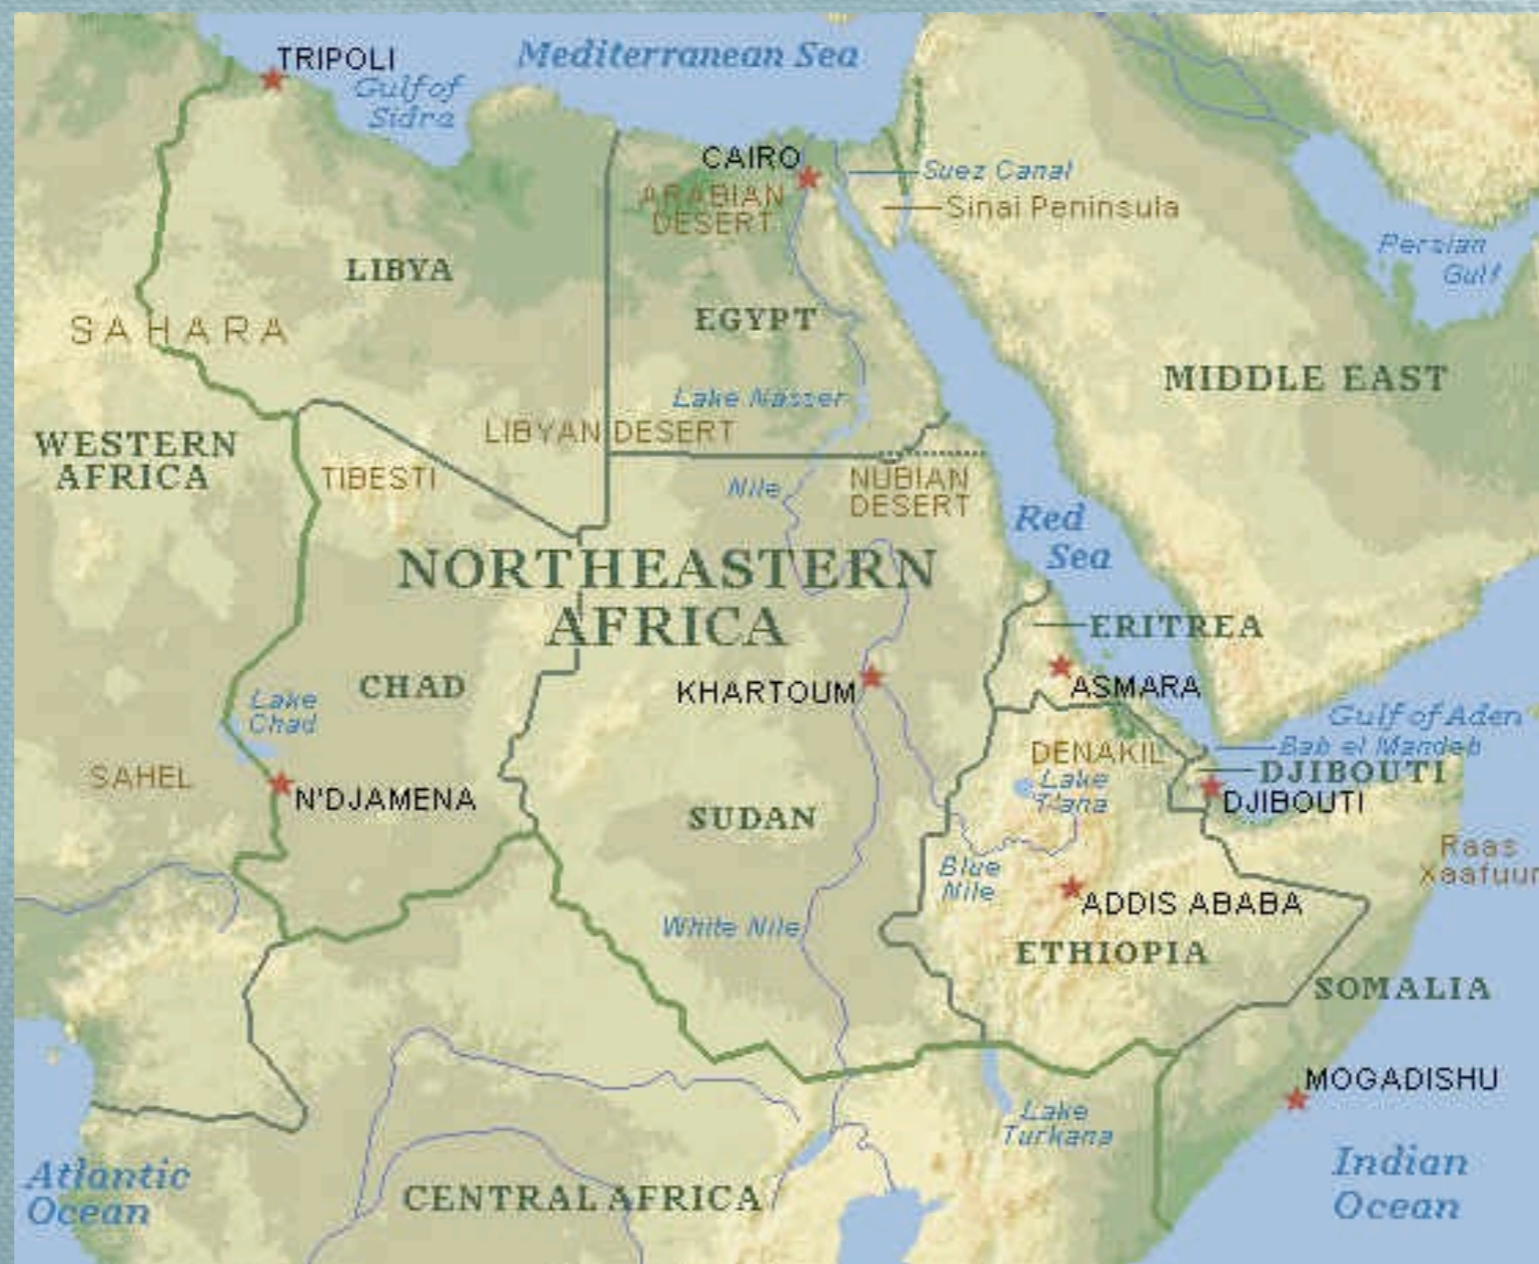 TRIPOLI
Mediterranean Sea
Gulf of
Sidra
CAIRO
Suez Canal
ARABIAN
DESERT
Sinai Peninsula
Persian
Gulf
LIBYA
SAHARA
EGYPT
MIDDLE EAST
Lake Nasser
LIBYAN DESERT
WESTERN
AFRICA
TIBESTI
NUBIAN
DESERT
Nile
Red
Sea
NORTHEASTERN
AFRICA
ERITREA
CHAD
KHARTOUM
ASMARA
Lake
Chad
Gulf of Aden
Bab el Mandeb
DENAKIL
DJIBOUTI
SAHEL
N'DJAMENA
Lake
T'ana
DJIBOUTI
SUDAN
Raas
Xaafuun
Blue
Nile
ADDIS ABABA
White Nile
ETHIOPIA
SOMALIA
MOGADISHU
Lake
Turkana
Atlantic
Ocean
CENTRAL AFRICA
Indian
Ocean